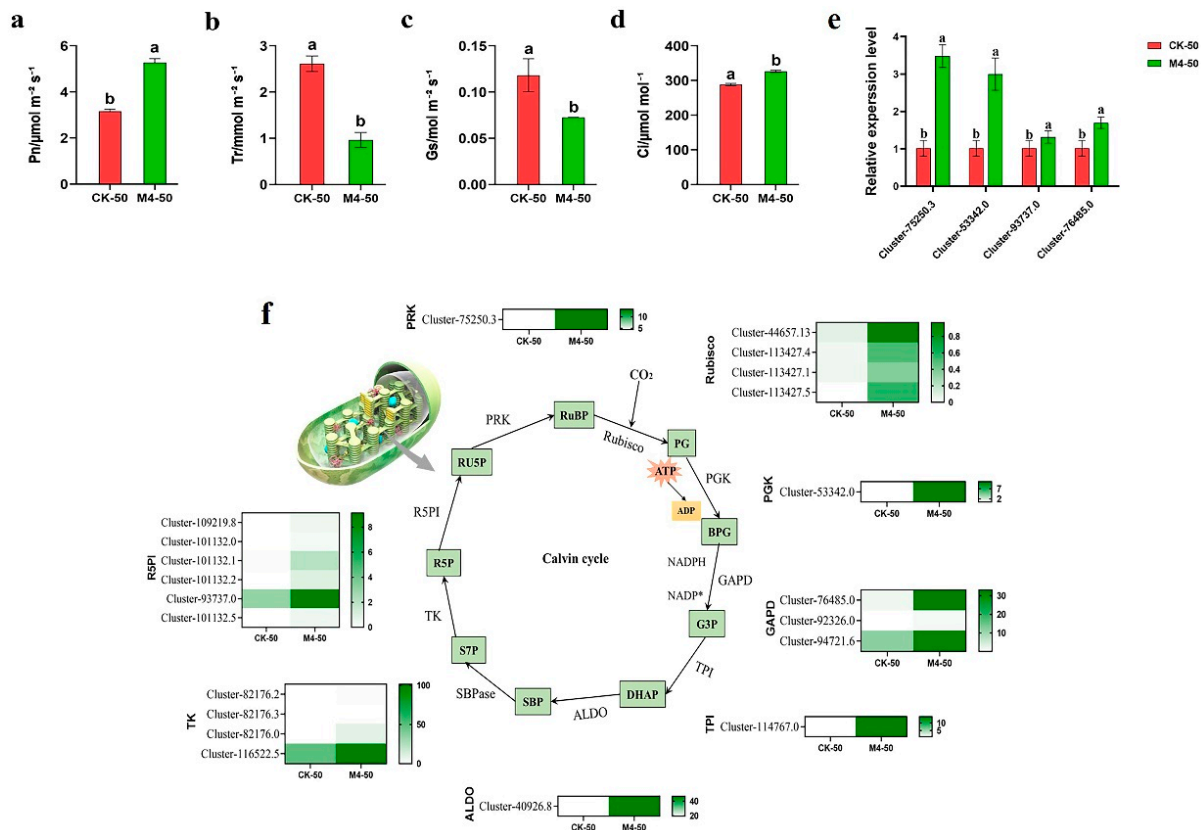 a
Pn/µmol m⁻² s⁻¹
6
4
2
0
b
a
CK-50 M4-50
b
Tr/mmol m⁻² s⁻¹
3
2
1
0
a
b
CK-50 M4-50
c
Gs/mol m⁻² s⁻¹
0.15
0.10
0.05
0.00
a
b
CK-50 M4-50
d
Ci/µmol mol⁻¹
400
300
200
100
0
a
b
CK-50 M4-50
e
Relative experssion level
4
3
2
1
0
b a b a b a b a
Cluster-75250.3
Cluster-53342.0
Cluster-93737.0
Cluster-76485.0
CK-50
M4-50
f
PRK
Cluster-75250.3
CK-50 M4-50
10
5
Rubisco
Cluster-44657.13
Cluster-113427.4
Cluster-113427.1
Cluster-113427.5
CK-50 M4-50
0.8
0.6
0.4
0.2
0
PGK
Cluster-53342.0
CK-50 M4-50
7
2
GAPD
Cluster-76485.0
Cluster-92326.0
Cluster-94721.6
CK-50 M4-50
30
20
10
TPI
Cluster-114767.0
CK-50 M4-50
10
5
ALDO
Cluster-40926.8
CK-50 M4-50
40
20
TK
Cluster-82176.2
Cluster-82176.3
Cluster-82176.0
Cluster-116522.5
CK-50 M4-50
100
50
0
R5PI
Cluster-109219.8
Cluster-101132.0
Cluster-101132.1
Cluster-101132.2
Cluster-93737.0
Cluster-101132.5
CK-50 M4-50
8
6
4
2
0
Calvin cycle
CO₂
RuBP
Rubisco
PG
ATP
ADP
PGK
BPG
NADPH
NADP*
GAPD
G3P
TPI
DHAP
ALDO
SBP
SBPase
S7P
TK
R5P
R5PI
RU5P
PRK